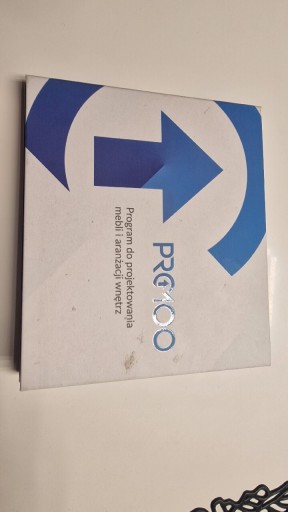 PRO100
Program do projektowania
mebli i aranżacji wnętrz